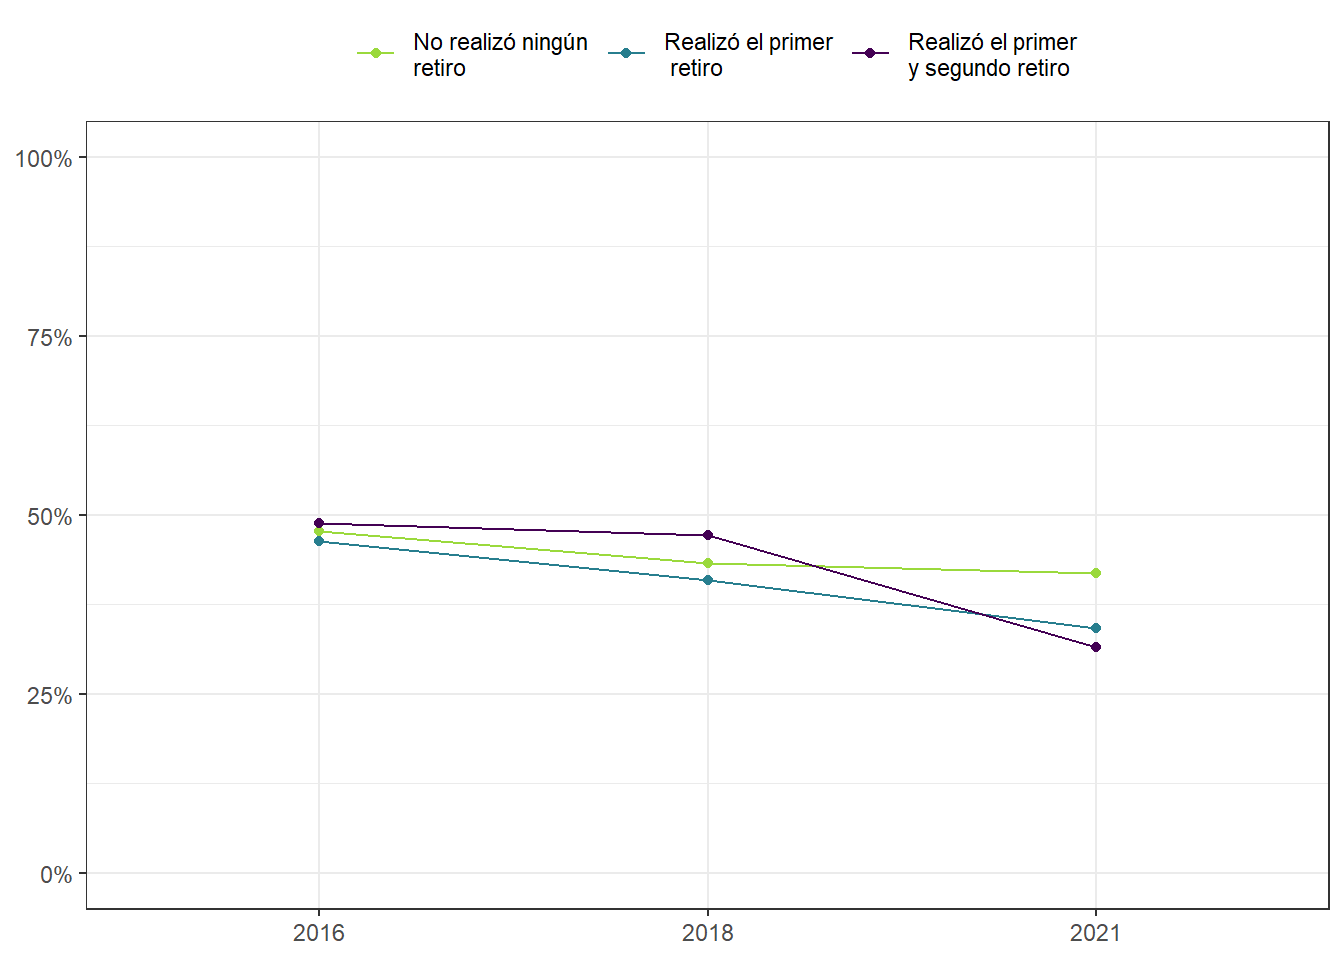 No realizó ningún
retiro
Realizó el primer
retiro
Realizó el primer
y segundo retiro
100%
75%
50%
25%
0%
2016
2018
2021